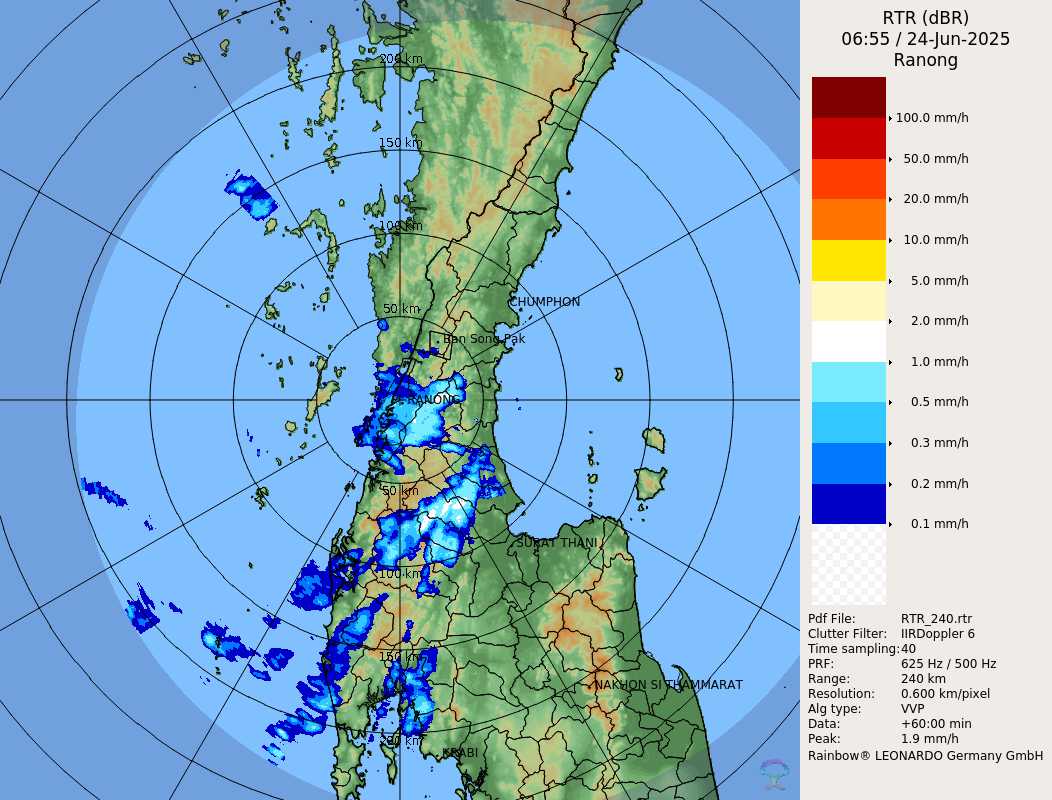 RTR (dBR)
06:55 / 24-Jun-2025
Ranong
200 km
150 km
100 km
50 km
CHUMPHON
Ban Song Pak
RANONG
50 km
SURAT THANI
100 km
150 km
NAKHON SI THAMMARAT
200 km
KRABI
100.0 mm/h
50.0 mm/h
20.0 mm/h
10.0 mm/h
5.0 mm/h
2.0 mm/h
1.0 mm/h
0.5 mm/h
0.3 mm/h
0.2 mm/h
0.1 mm/h
Pdf File: RTR_240.rtr
Clutter Filter: IIRDoppler 6
Time sampling:40
PRF: 625 Hz / 500 Hz
Range: 240 km
Resolution: 0.600 km/pixel
Alg type: VVP
Data: +60:00 min
Peak: 1.9 mm/h
Rainbow® LEONARDO Germany GmbH